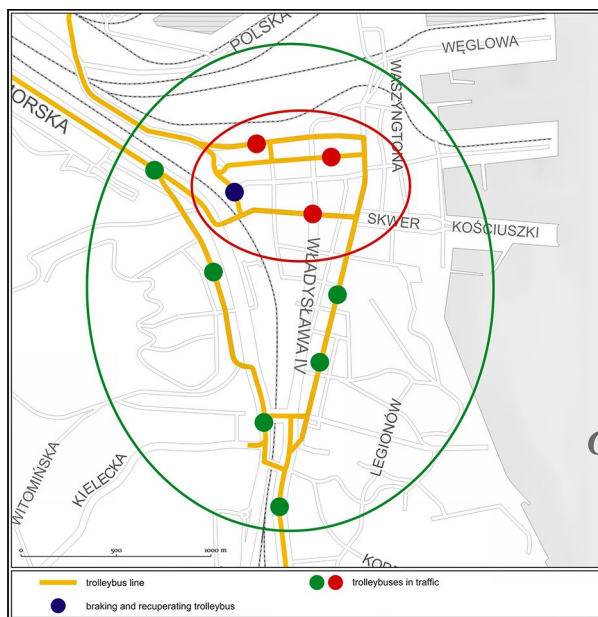 POLSKA
WĘGLOWA
WASZYNGTONA
MORSKA
SKWER KOŚCIUSZKI
WŁADYSŁAWA IV
LEGIONÓW
WITOMIŃSKA
KIELECKA
0 500 1000 m
trolleybus line
trolleybuses in traffic
braking and recuperating trolleybus